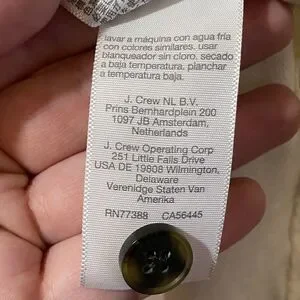 lavar a máquina con agua fría
con colores similares. usar
blanqueador sin cloro. secado
a baja temperatura. planchar
a temperatura baja.
J. Crew NL B.V.
Prins Bernhardplein 200
1097 JB Amsterdam,
Netherlands
J. Crew Operating Corp
251 Little Falls Drive
USA DE 19808 Wilmington,
Delaware
Verenidge Staten Van
Amerika
RN77388 CA56445